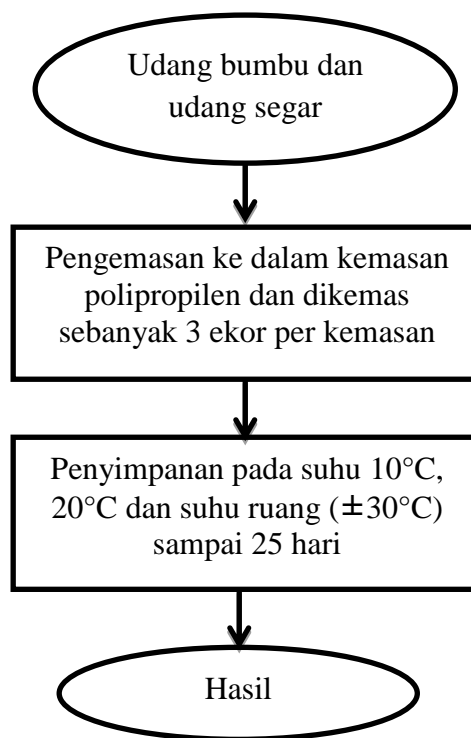 Udang bumbu dan
udang segar
Pengemasan ke dalam kemasan
polipropilen dan dikemas
sebanyak 3 ekor per kemasan
Penyimpanan pada suhu 10°C,
20°C dan suhu ruang (±30°C)
sampai 25 hari
Hasil